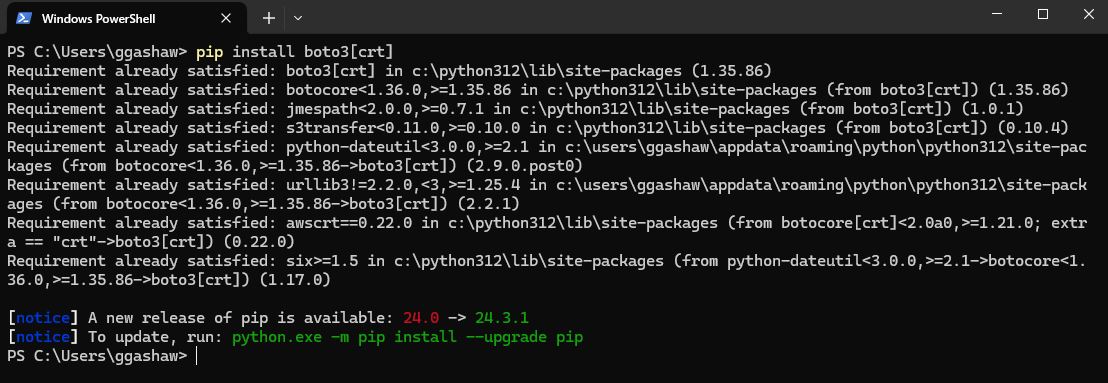 Windows PowerShell
PS C:\Users\ggashaw> pip install boto3[crt]
Requirement already satisfied: boto3[crt] in c:\python312\lib\site-packages (1.35.86)
Requirement already satisfied: botocore<1.36.0,>=1.35.86 in c:\python312\lib\site-packages (from boto3[crt]) (1.35.86)
Requirement already satisfied: jmespath<2.0.0,>=0.7.1 in c:\python312\lib\site-packages (from boto3[crt]) (1.0.1)
Requirement already satisfied: s3transfer<0.11.0,>=0.10.0 in c:\python312\lib\site-packages (from boto3[crt]) (0.10.4)
Requirement already satisfied: python-dateutil<3.0.0,>=2.1 in c:\users\ggashaw\appdata\roaming\python\python312\site-pac
kages (from botocore<1.36.0,>=1.35.86->boto3[crt]) (2.9.0.post0)
Requirement already satisfied: urllib3!=2.2.0,<3,>=1.25.4 in c:\users\ggashaw\appdata\roaming\python\python312\site-pack
ages (from botocore<1.36.0,>=1.35.86->boto3[crt]) (2.2.1)
Requirement already satisfied: awscrt==0.22.0 in c:\python312\lib\site-packages (from botocore[crt]<2.0a0,>=1.21.0; extr
a == "crt"->boto3[crt]) (0.22.0)
Requirement already satisfied: six>=1.5 in c:\python312\lib\site-packages (from python-dateutil<3.0.0,>=2.1->botocore<1.
36.0,>=1.35.86->boto3[crt]) (1.17.0)
[notice] A new release of pip is available: 24.0 -> 24.3.1
[notice] To update, run: python.exe -m pip install --upgrade pip
PS C:\Users\ggashaw>